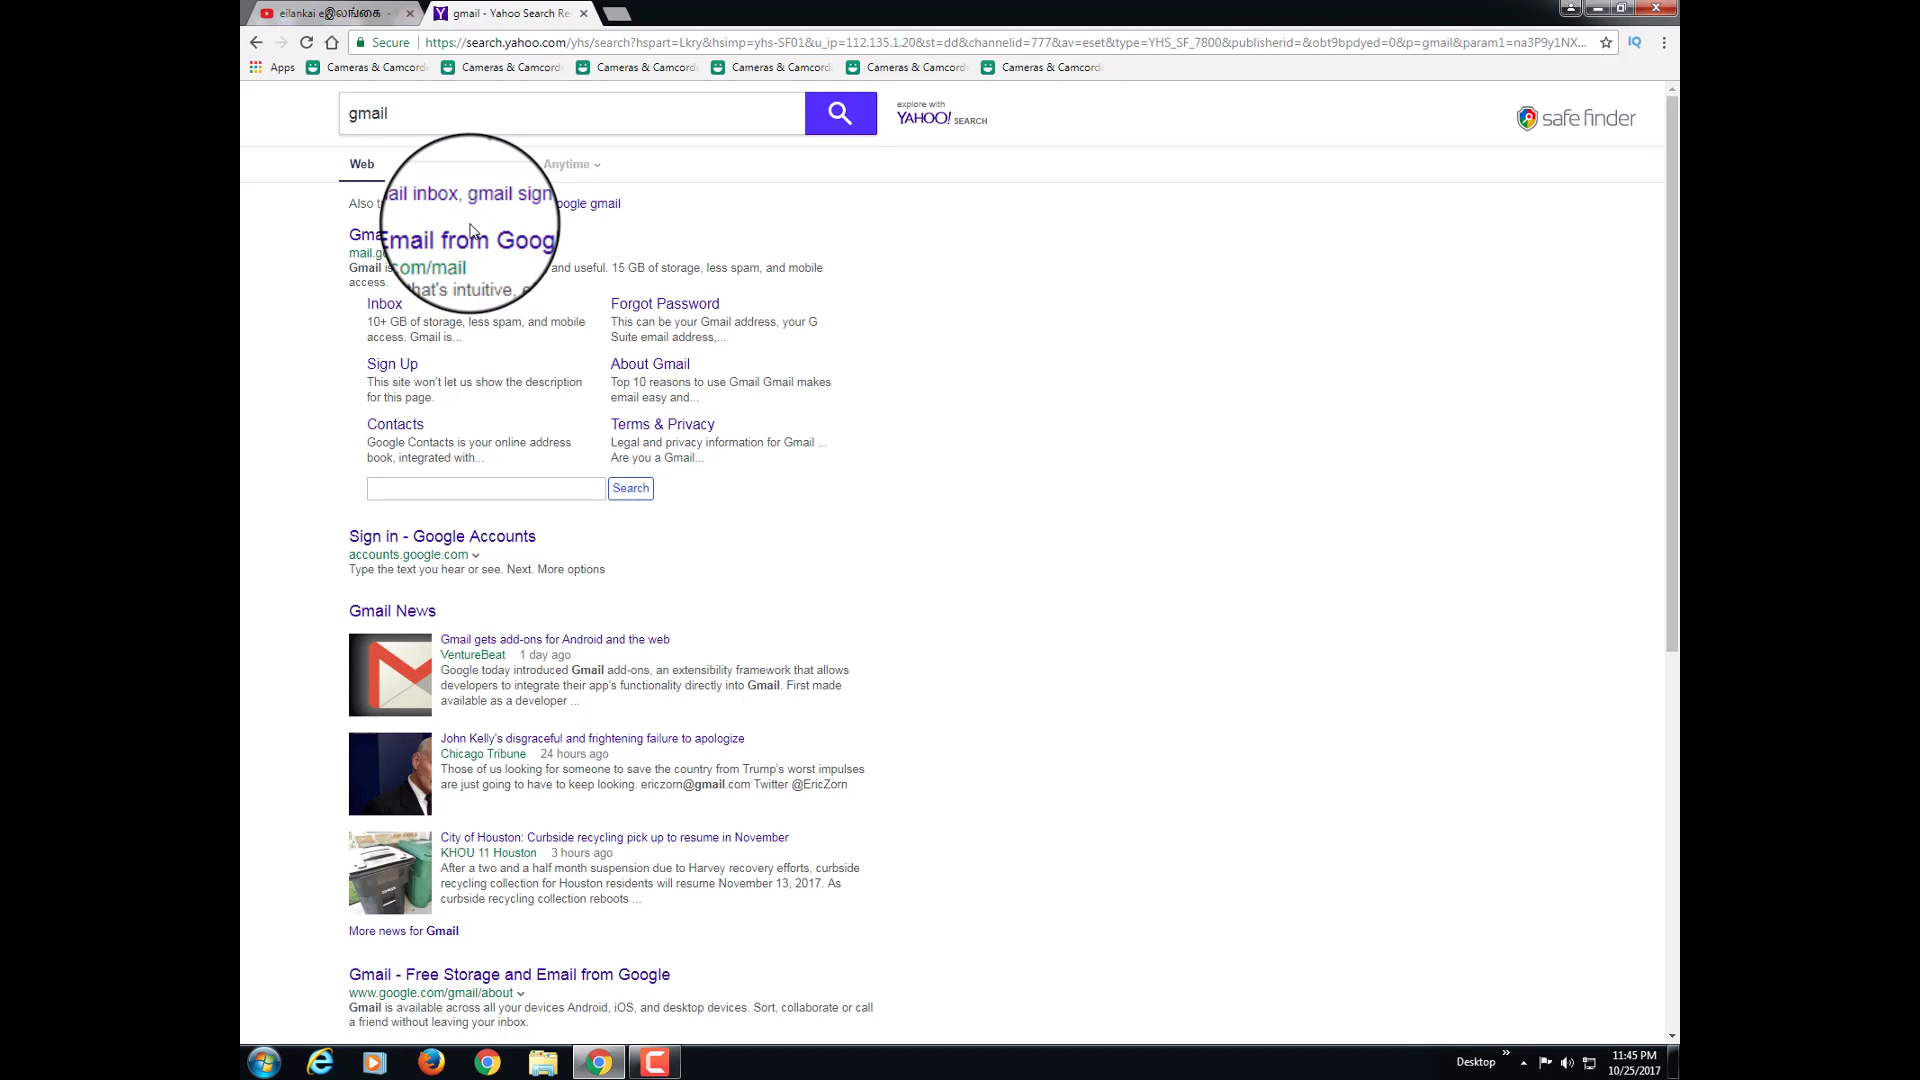 eilankai eஇலங்கை -
gmail - Yahoo Search Re
Secure
https://search.yahoo.com/yhs/search?hspart=Lkry&hsimp=yhs-SF01&u_ip=112.135.1.20&st=dd&channelid=777&av=eset&type=YHS_SF_7800&publisherid=&obt9bpdyed=0&p=gmail&param1=na3P9y1NX...
IQ
Apps Cameras & Camcord Cameras & Camcord Cameras & Camcord Cameras & Camcord Cameras & Camcord Cameras & Camcord
gmail
explore with
YAHOO! SEARCH
safe finder
Web Anytime
Also
ail inbox, gmail sign
oogle gmail
Gma
Email from Goog
mail.go
com/mail
Gmail is
that's intuitive,
and useful. 15 GB of storage, less spam, and mobile
access.
Inbox
10+ GB of storage, less spam, and mobile
access. Gmail is...
Forgot Password
This can be your Gmail address, your G
Suite email address,...
Sign Up
This site won't let us show the description
for this page.
About Gmail
Top 10 reasons to use Gmail Gmail makes
email easy and...
Contacts
Google Contacts is your online address
book, integrated with...
Terms & Privacy
Legal and privacy information for Gmail ...
Are you a Gmail...
Search
Sign in - Google Accounts
accounts.google.com
Type the text you hear or see. Next. More options
Gmail News
Gmail gets add-ons for Android and the web
VentureBeat 1 day ago
Google today introduced Gmail add-ons, an extensibility framework that allows
developers to integrate their app's functionality directly into Gmail. First made
available as a developer ...
John Kelly's disgraceful and frightening failure to apologize
Chicago Tribune 24 hours ago
Those of us looking for someone to save the country from Trump's worst impulses
are just going to have to keep looking. ericzorn@gmail.com Twitter @EricZorn
City of Houston: Curbside recycling pick up to resume in November
KHOU 11 Houston 3 hours ago
After a two and a half month suspension due to Harvey recovery efforts, curbside
recycling collection for Houston residents will resume November 13, 2017. As
curbside recycling collection reboots ...
More news for Gmail
Gmail - Free Storage and Email from Google
www.google.com/gmail/about
Gmail is available across all your devices Android, iOS, and desktop devices. Sort, collaborate or call
a friend without leaving your inbox.
Desktop
11:45 PM
10/25/2017